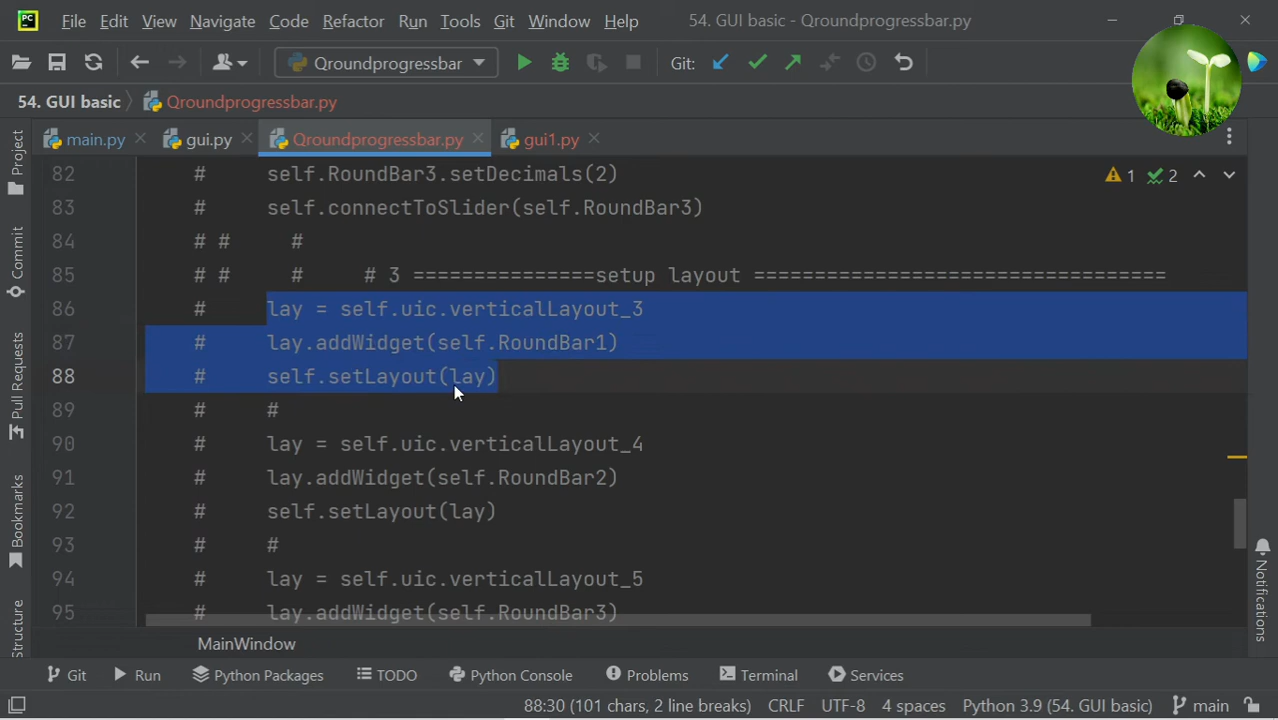 PC File Edit View Navigate Code Refactor Run Tools Git Window Help 54. GUI basic - Qroundprogressbar.py
Qroundprogressbar Git:
54. GUI basic Qroundprogressbar.py
main.py gui.py Qroundprogressbar.py gui1.py
82 # self.RoundBar3.setDecimals(2) 1 2
83 # self.connectToSlider(self.RoundBar3)
84 # # #
85 # # # # 3 ===============setup layout ==================================
86 # lay = self.uic.verticalLayout_3
87 # lay.addWidget(self.RoundBar1)
88 # self.setLayout(lay)
89 # #
90 # lay = self.uic.verticalLayout_4
91 # lay.addWidget(self.RoundBar2)
92 # self.setLayout(lay)
93 # #
94 # lay = self.uic.verticalLayout_5
95 # lay.addWidget(self.RoundBar3)
Project
Commit
Pull Requests
Bookmarks
Structure
Notifications
MainWindow
Git Run Python Packages TODO Python Console Problems Terminal Services
88:30 (101 chars, 2 line breaks) CRLF UTF-8 4 spaces Python 3.9 (54. GUI basic) main